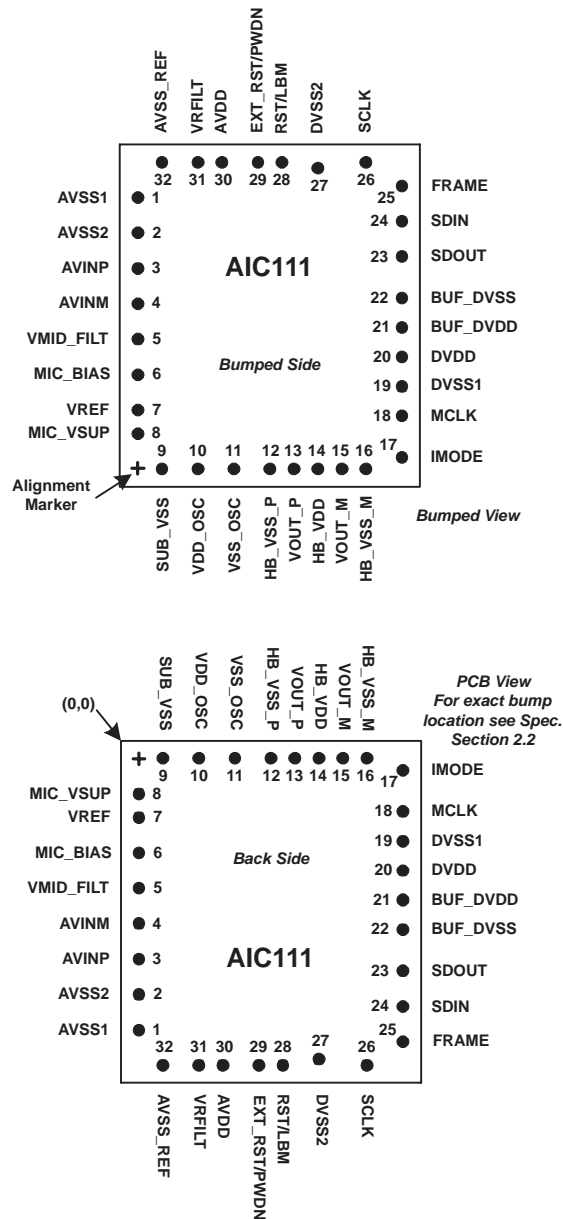 AVSS_REF
VRFILT
AVDD
EXT_RST/PWDN
RST/LBM
DVSS2
SCLK
32 31 30 29 28 27 26
AVSS1 1
AVSS2 2
AVINP 3
AVINM 4
VMID_FILT 5
MIC_BIAS 6
VREF 7
MIC_VSUP 8
AIC111
Bumped Side
25 FRAME
24 SDIN
23 SDOUT
22 BUF_DVSS
21 BUF_DVDD
20 DVDD
19 DVSS1
18 MCLK
17 IMODE
9 10 11 12 13 14 15 16
+
Alignment
Marker
SUB_VSS
VDD_OSC
VSS_OSC
HB_VSS_P
VOUT_P
HB_VDD
VOUT_M
HB_VSS_M
Bumped View
SUB_VSS
VDD_OSC
VSS_OSC
HB_VSS_P
VOUT_P
HB_VDD
VOUT_M
HB_VSS_M
PCB View
For exact bump
location see Spec.
Section 2.2
(0,0)
+
9 10 11 12 13 14 15 16
MIC_VSUP 8
VREF 7
MIC_BIAS 6
VMID_FILT 5
AVINM 4
AVINP 3
AVSS2 2
AVSS1 1
Back Side
AIC111
17 IMODE
18 MCLK
19 DVSS1
20 DVDD
21 BUF_DVDD
22 BUF_DVSS
23 SDOUT
24 SDIN
25 FRAME
32 31 30 29 28 27 26
AVSS_REF
VRFILT
AVDD
EXT_RST/PWDN
RST/LBM
DVSS2
SCLK